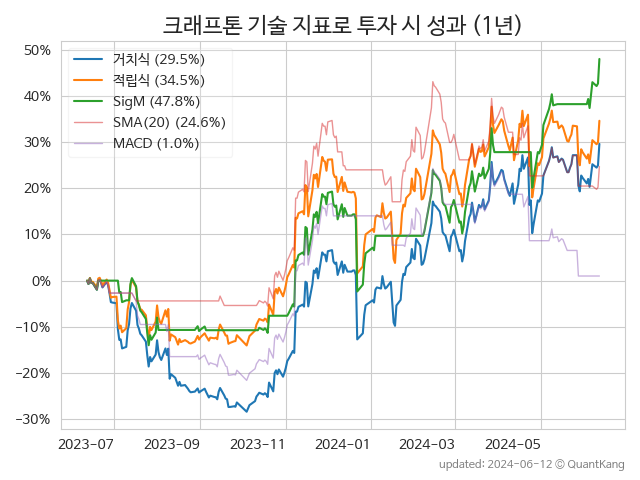 크래프톤 기술 지표로 투자 시 성과 (1년)
50%
40%
30%
20%
10%
0%
−10%
−20%
−30%
거치식 (29.5%)
적립식 (34.5%)
SigM (47.8%)
SMA(20) (24.6%)
MACD (1.0%)
2023−07
2023−09
2023−11
2024−01
2024−03
2024−05
updated: 2024-06-12 ⓒ QuantKang